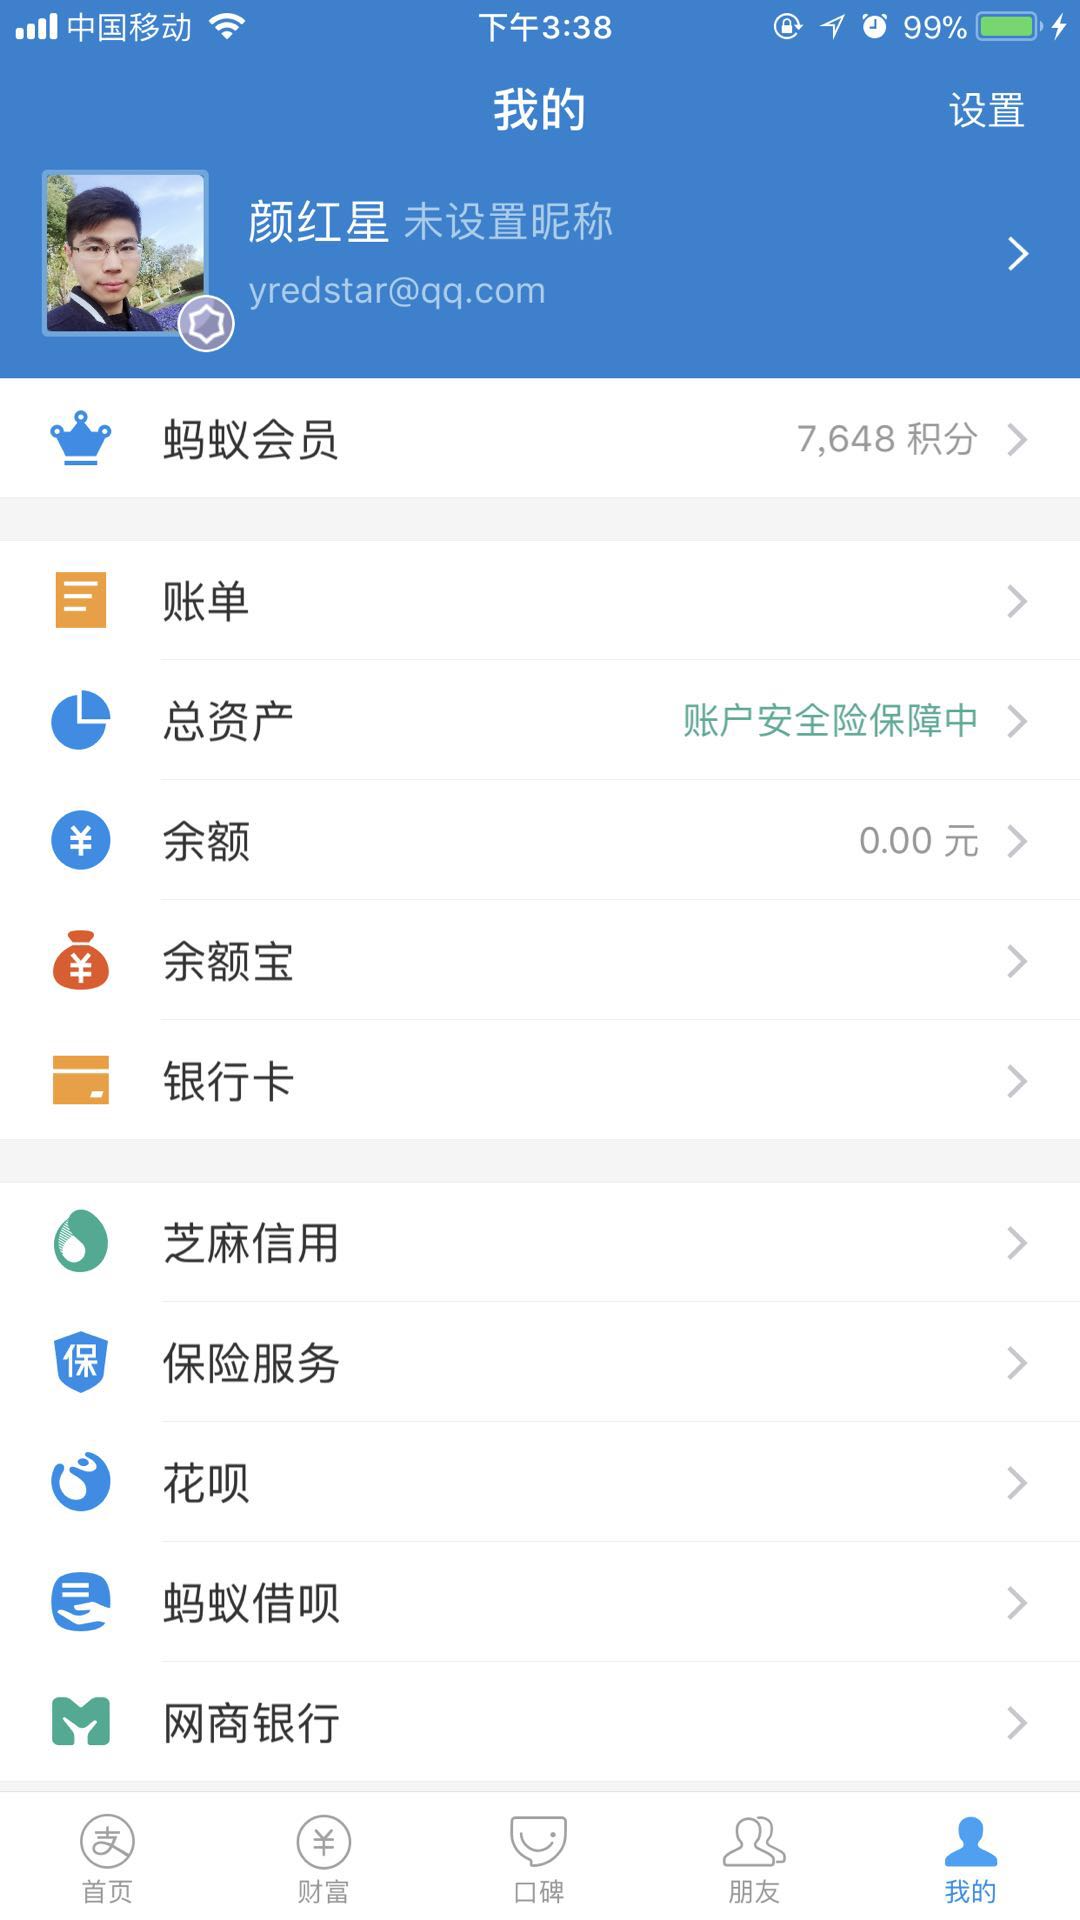 中国移动 下午3:38 99%
我的 设置
颜红星 未设置昵称
yredstar@qq.com
蚂蚁会员 7,648 积分
账单
总资产 账户安全险保障中
余额 0.00 元
余额宝
银行卡
芝麻信用
保 保险服务
花呗
蚂蚁借呗
网商银行
支 ¥
首页 财富 口碑 朋友 我的